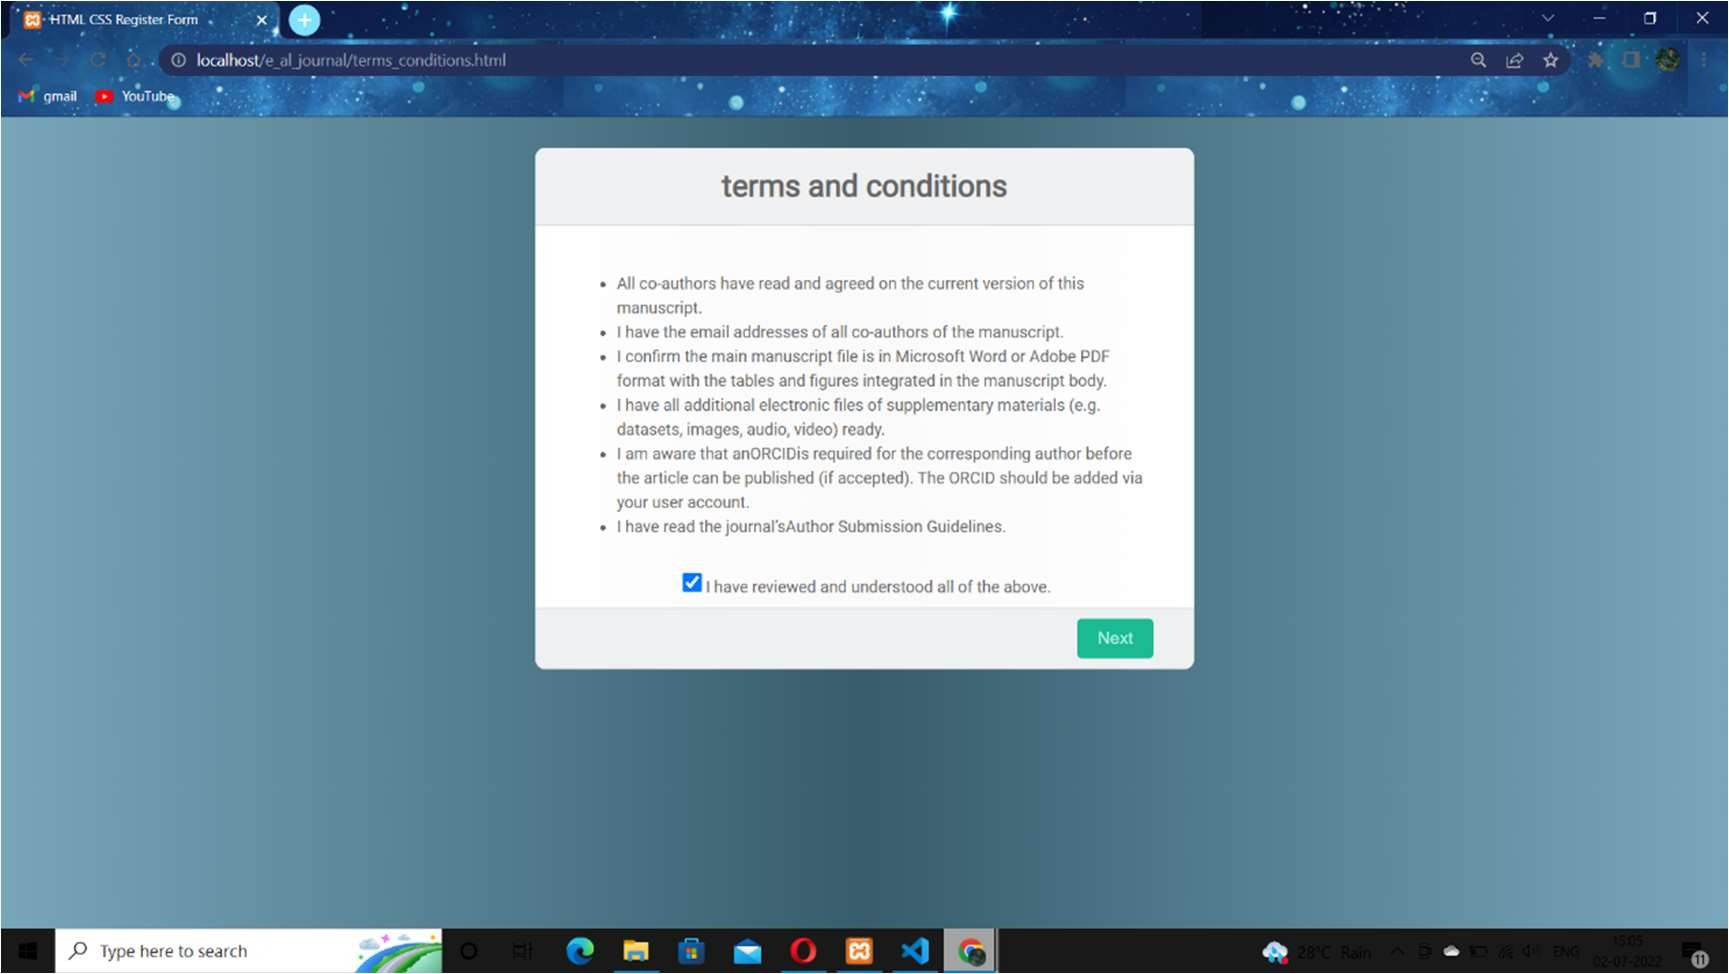 HTML CSS Register Form
localhost/e_al_journal/terms_conditions.html
gmail YouTube
terms and conditions
All co-authors have read and agreed on the current version of this
manuscript.
I have the email addresses of all co-authors of the manuscript.
I confirm the main manuscript file is in Microsoft Word or Adobe PDF
format with the tables and figures integrated in the manuscript body.
I have all additional electronic files of supplementary materials (e.g.
datasets, images, audio, video) ready.
I am aware that anORCIDis required for the corresponding author before
the article can be published (if accepted). The ORCID should be added via
your user account.
I have read the journal'sAuthor Submission Guidelines.
I have reviewed and understood all of the above.
Next
Type here to search
28°C Rain
ENG
15:05
02-07-2022
11